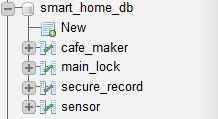 smart_home_db
New
cafe_maker
main_lock
secure_record
sensor